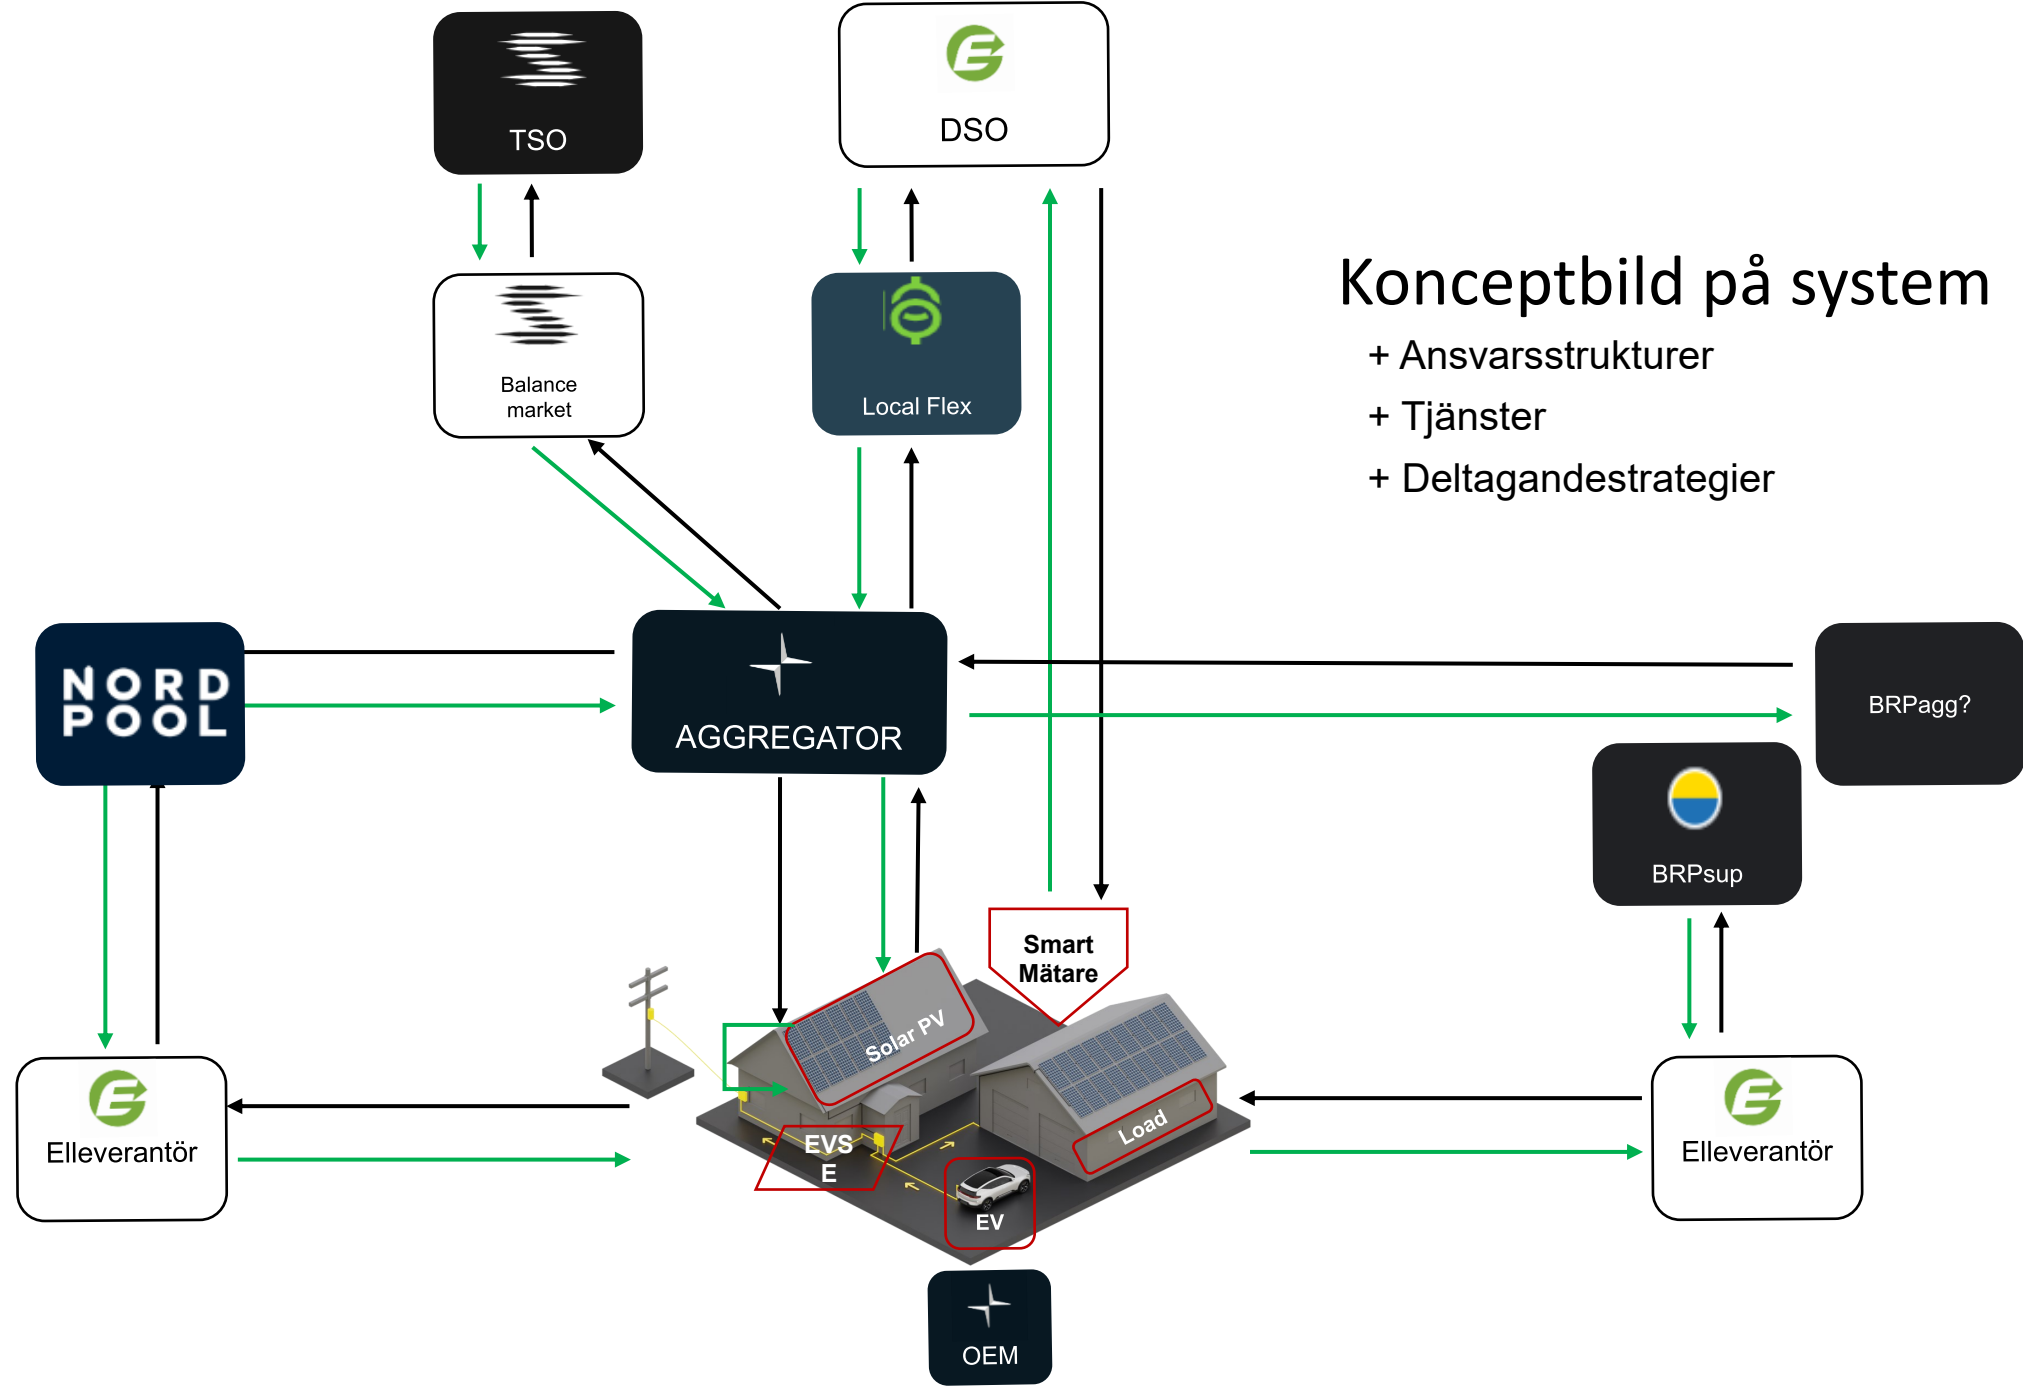 TSO
DSO
Konceptbild på system
+ Ansvarsstrukturer
+ Tjänster
+ Deltagandestrategier
Balance
market
Local Flex
NORD
POOL
AGGREGATOR
BRPagg?
BRPsup
Smart
Mätare
Solar PV
Load
EVS
E
EV
Elleverantör
Elleverantör
OEM